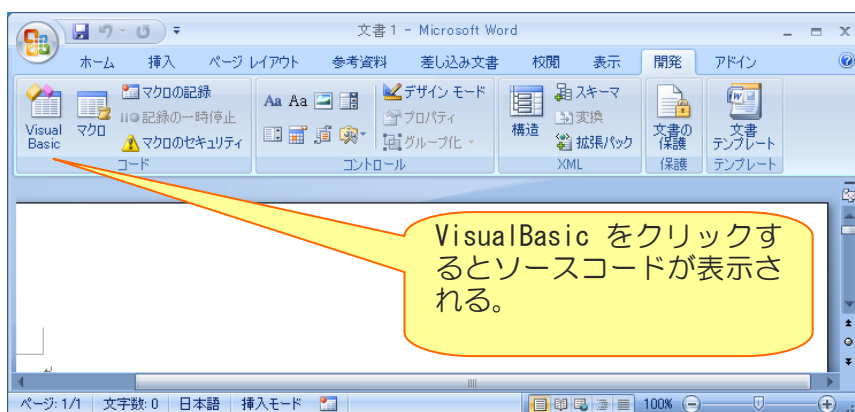 文書1 - Microsoft Word
ホーム 挿入 ページ レイアウト 参考資料 差し込み文書 校閲 表示 開発 アドイン
Visual Basic
マクロ
マクロの記録
記録の一時停止
マクロのセキュリティ
コード
Aa Aa
デザイン モード
プロパティ
グループ化
コントロール
構造
スキーマ
変換
拡張パック
XML
文書の
保護
保護
文書
テンプレート
テンプレート
VisualBasic をクリックす
るとソースコードが表示さ
れる。
ページ: 1/1 文字数: 0 日本語 挿入モード 100%